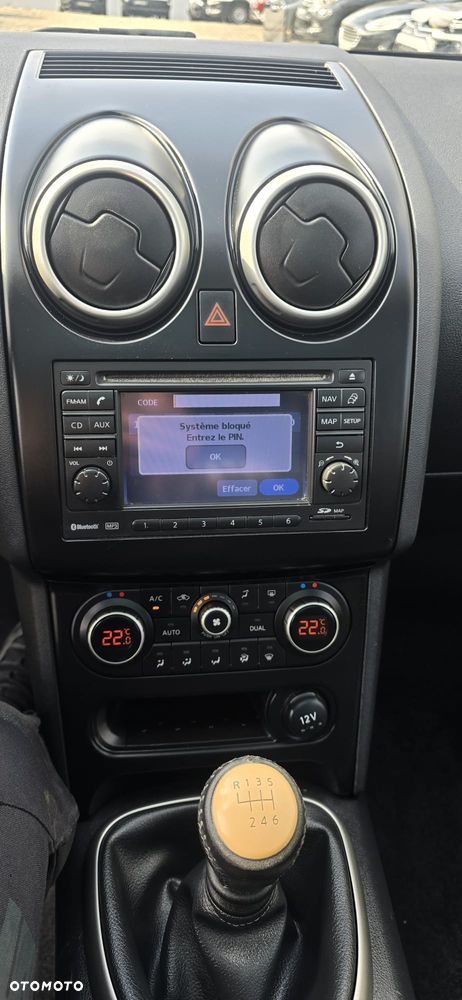 FM·AM
CD AUX
VOL
Bluetooth MP3
CODE
Système bloqué
Entrez le PIN.
OK
Effacer OK
1 2 3 4 5 6
NAV
MAP SETUP
SD MAP
A/C
AUTO DUAL
22.0 °C
22.0 °C
12V
R 1 3 5
2 4 6
OTOMOTO